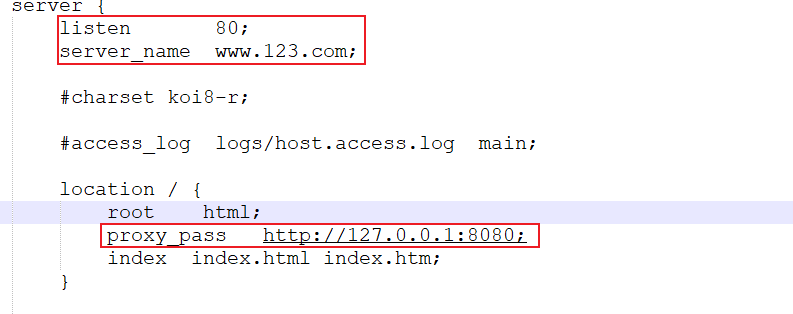 server {
listen 80;
server_name www.123.com;
#charset koi8-r;
#access_log logs/host.access.log main;
location / {
root html;
proxy_pass http://127.0.0.1:8080;
index index.html index.htm;
}